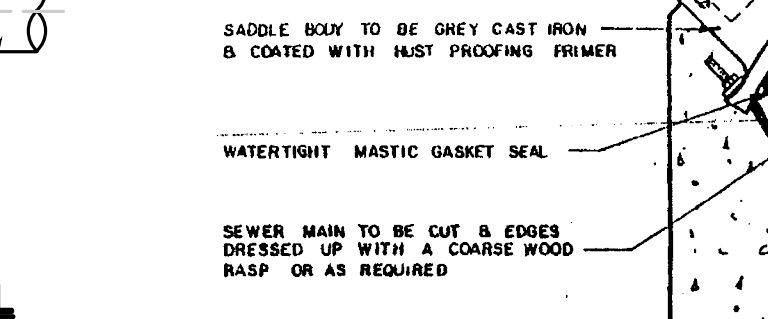 SADDLE BODY TO BE GREY CAST IRON
& COATED WITH RUST PROOFING PRIMER
WATERTIGHT MASTIC GASKET SEAL
SEWER MAIN TO BE CUT & EDGES
DRESSED UP WITH A COARSE WOOD
RASP OR AS REQUIRED